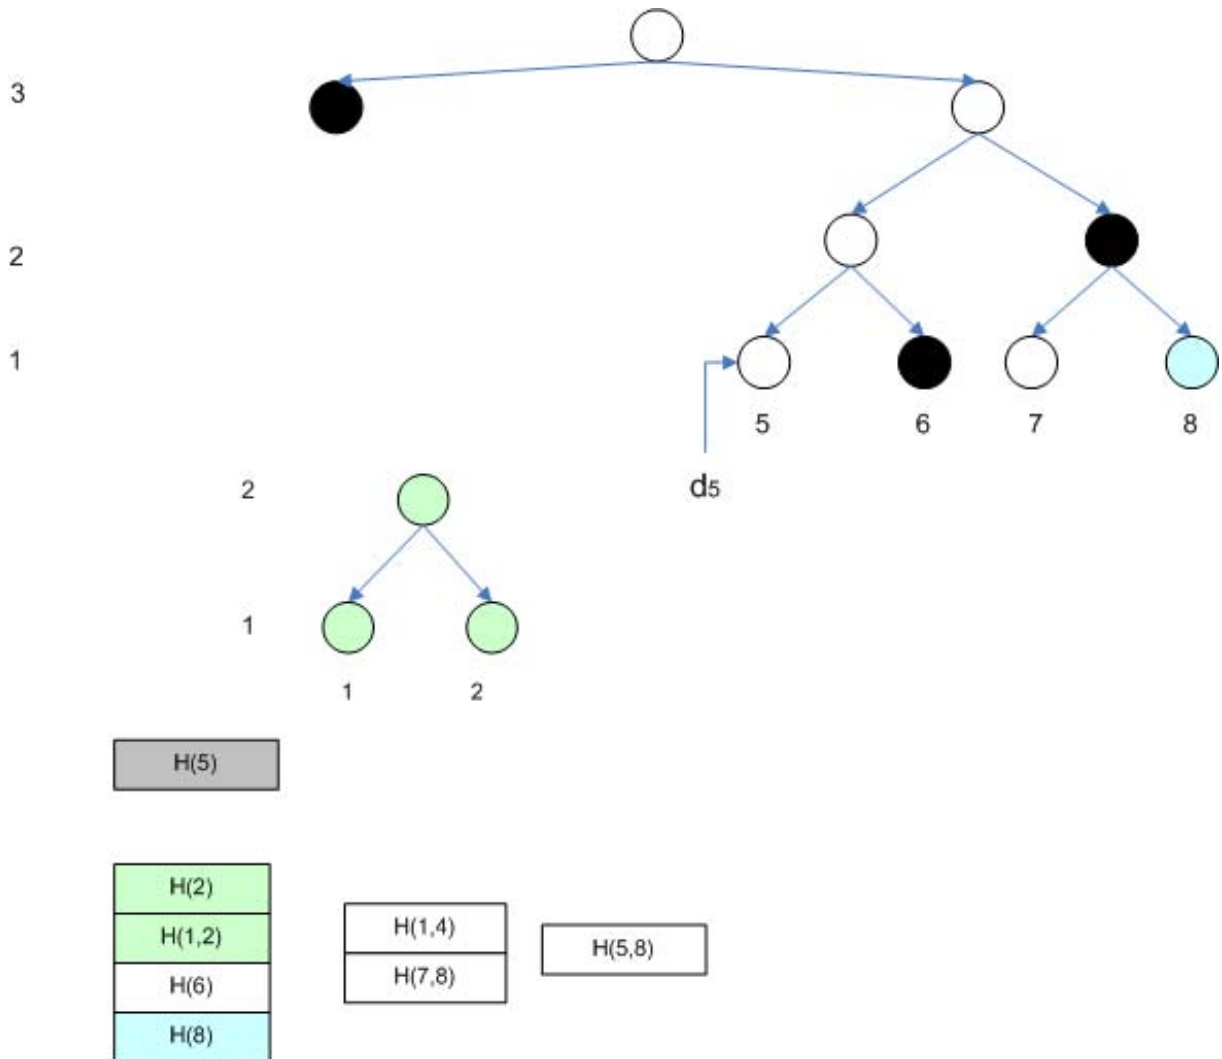 3
2
1
5 6 7 8
d5
2
1
1 2
H(5)
H(2)
H(1,2)
H(6)
H(8)
H(1,4)
H(7,8)
H(5,8)